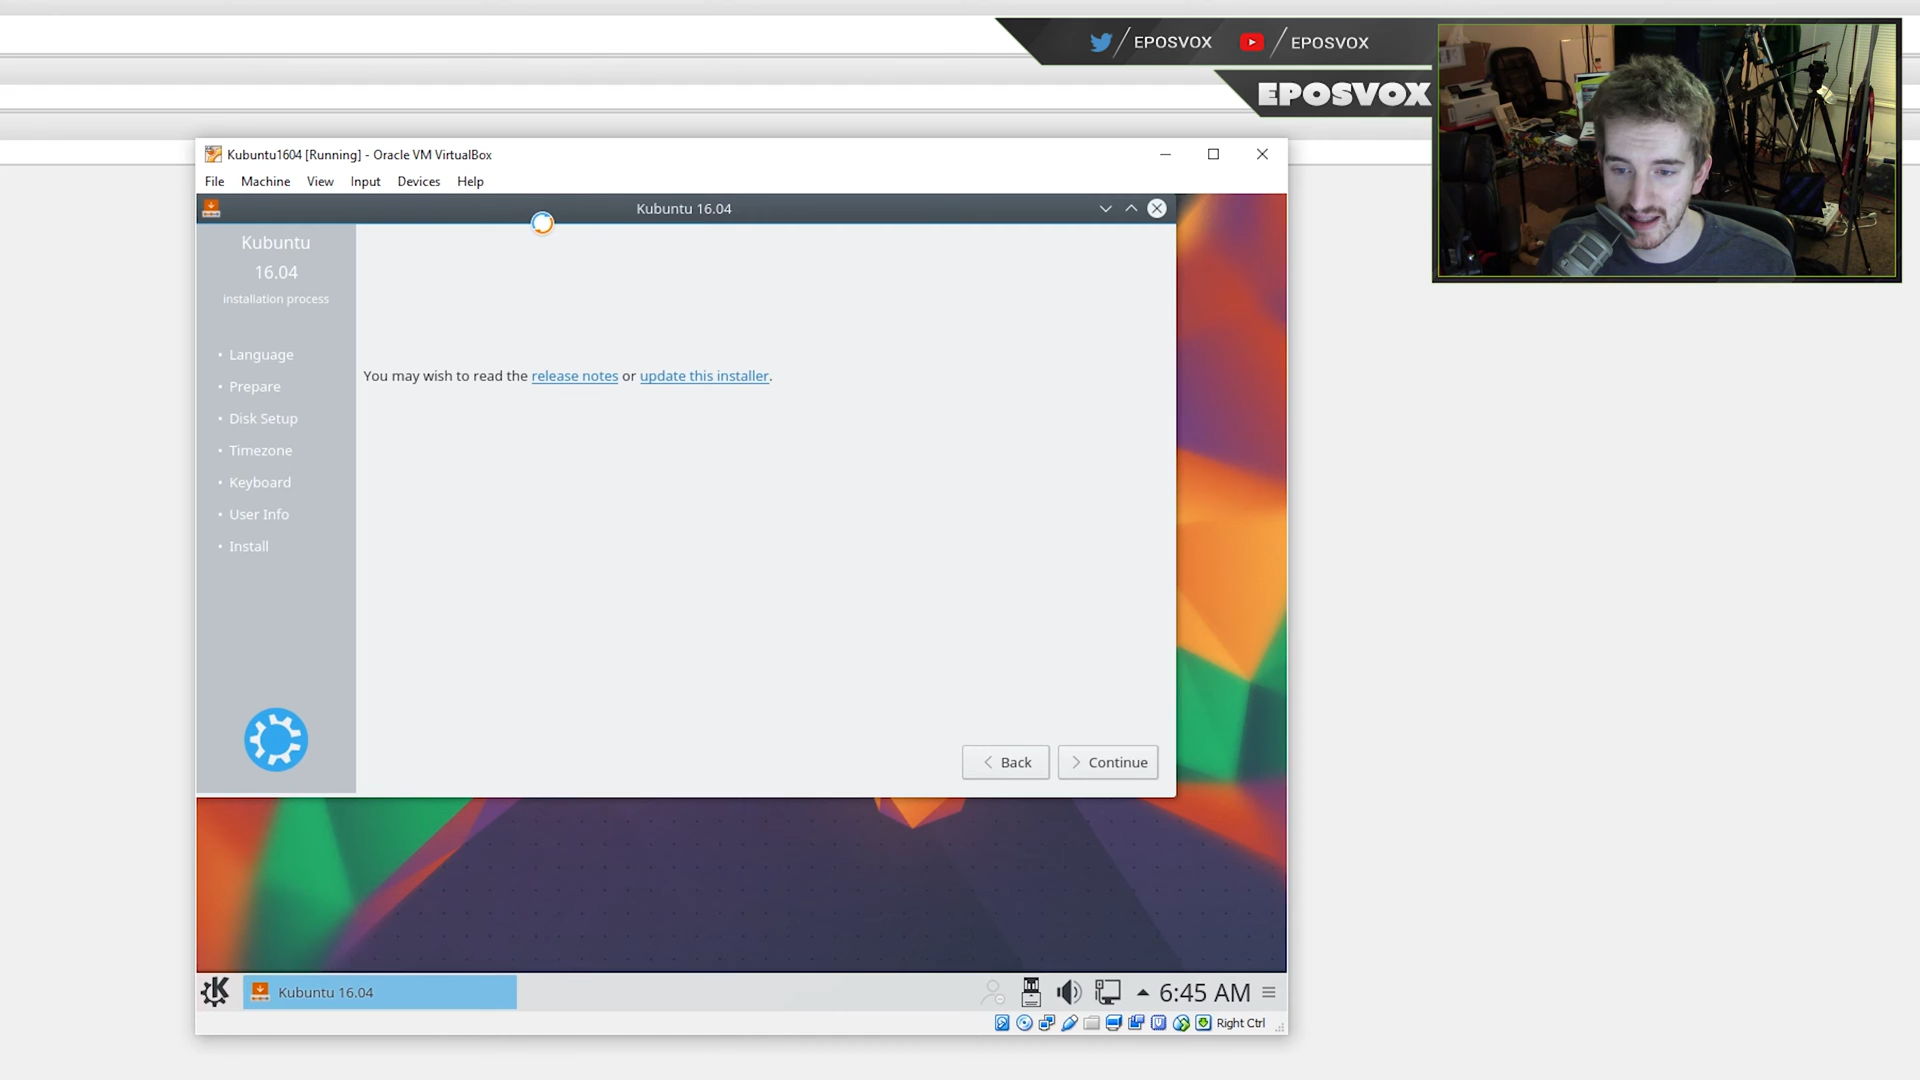 EPOSVOX
EPOSVOX
EPOSVOX
Kubuntu1604 [Running] - Oracle VM VirtualBox
File Machine View Input Devices Help
Kubuntu 16.04
Kubuntu
16.04
installation process
• Language
• Prepare
• Disk Setup
• Timezone
• Keyboard
• User Info
• Install
You may wish to read the release notes or update this installer.
Back
Continue
Kubuntu 16.04
6:45 AM
Right Ctrl